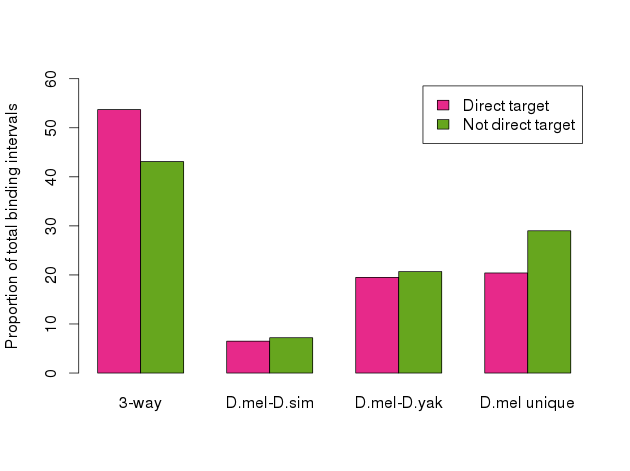 Direct target
Not direct target
Proportion of total binding intervals
60
50
40
30
20
10
0
3-way
D.mel-D.sim
D.mel-D.yak
D.mel unique